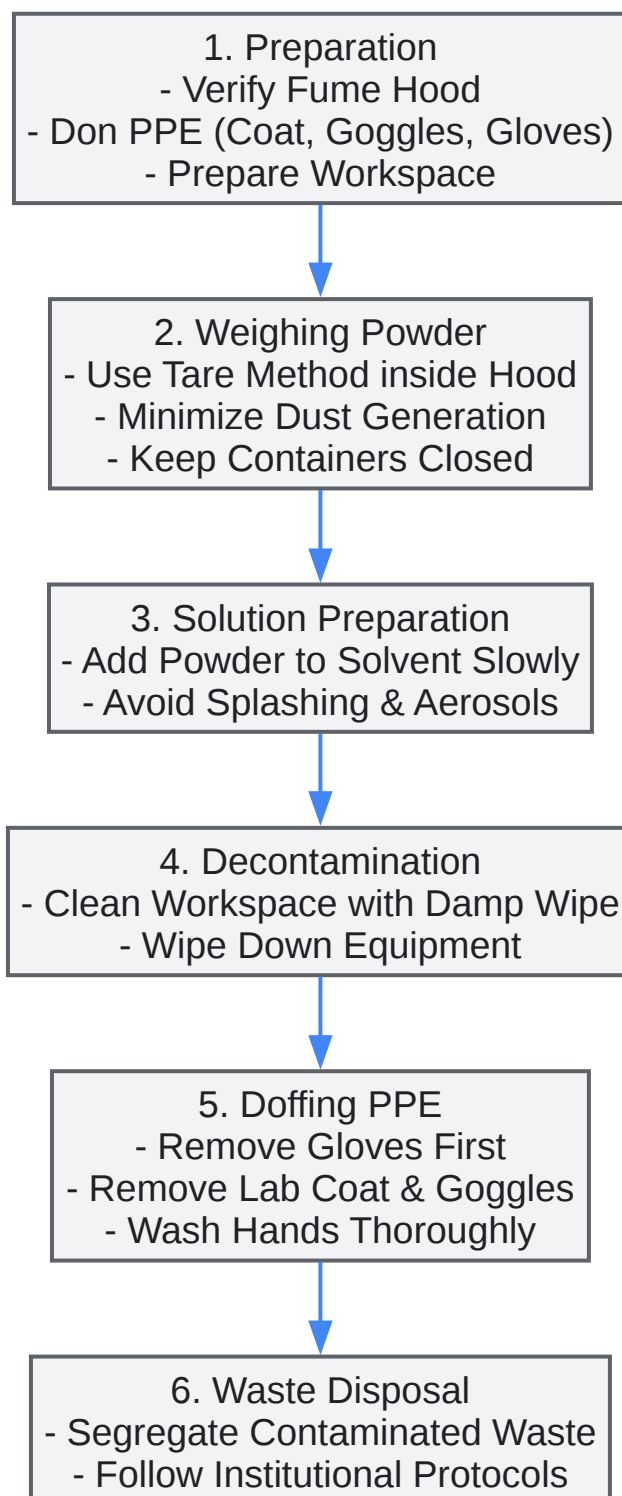 1. Preparation
- Verify Fume Hood
- Don PPE (Coat, Goggles, Gloves)
- Prepare Workspace
2. Weighing Powder
- Use Tare Method inside Hood
- Minimize Dust Generation
- Keep Containers Closed
3. Solution Preparation
- Add Powder to Solvent Slowly
- Avoid Splashing & Aerosols
4. Decontamination
- Clean Workspace with Damp Wipe
- Wipe Down Equipment
5. Doffing PPE
- Remove Gloves First
- Remove Lab Coat & Goggles
- Wash Hands Thoroughly
6. Waste Disposal
- Segregate Contaminated Waste
- Follow Institutional Protocols